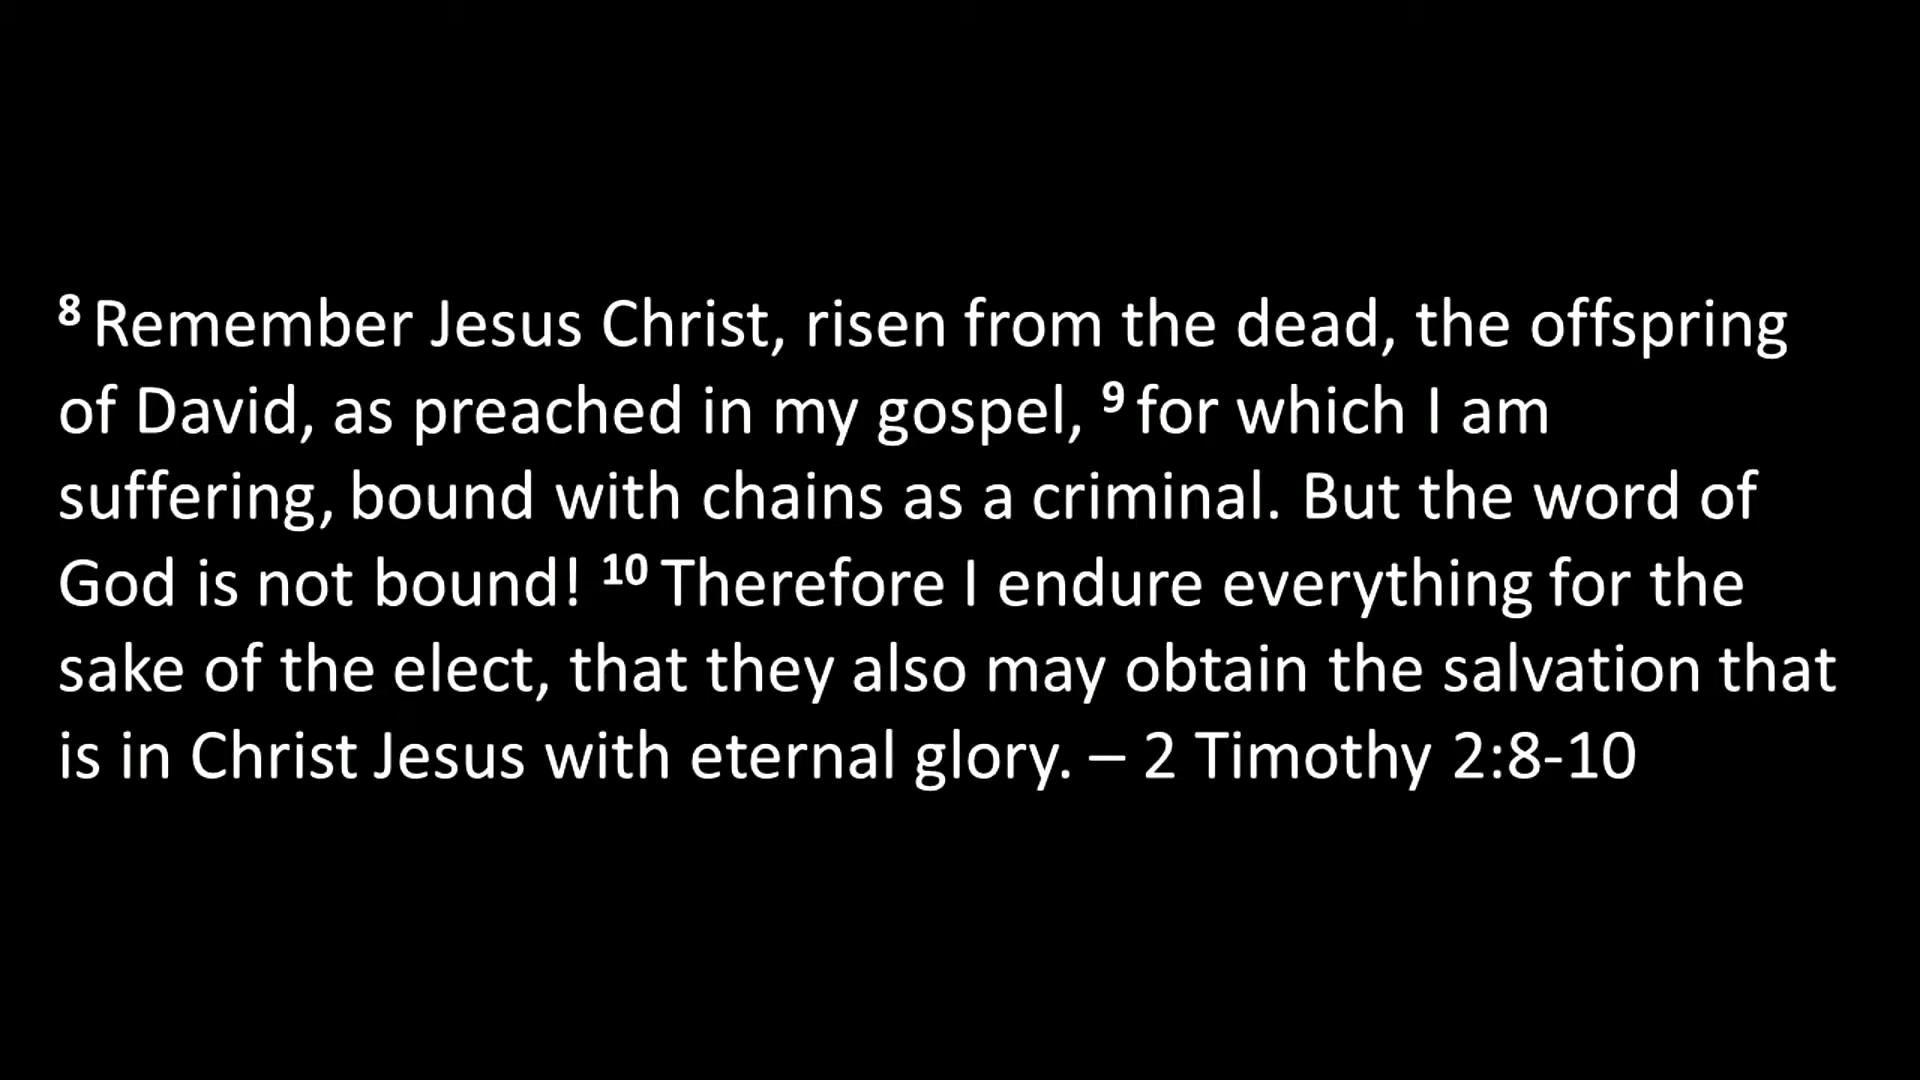 8 Remember Jesus Christ, risen from the dead, the offspring
of David, as preached in my gospel, 9 for which I am
suffering, bound with chains as a criminal. But the word of
God is not bound! 10 Therefore I endure everything for the
sake of the elect, that they also may obtain the salvation that
is in Christ Jesus with eternal glory. – 2 Timothy 2:8-10